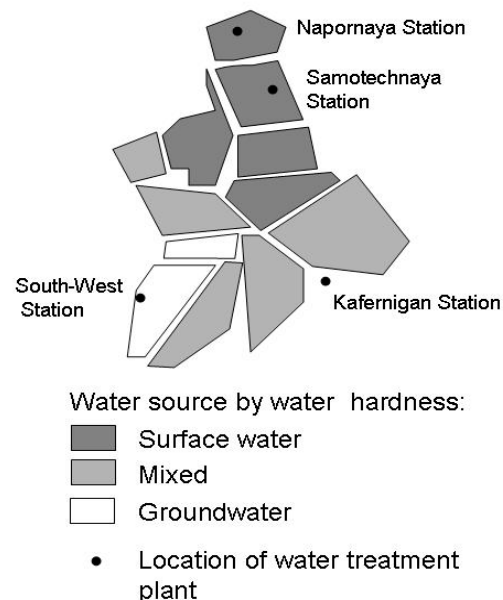 Napornaya Station
Samotechnaya
Station
South-West
Station
Kafernigan Station
Water source by water hardness:
Surface water
Mixed
Groundwater
Location of water treatment
plant